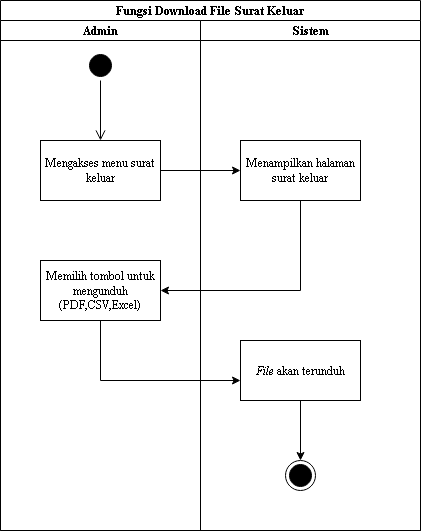 Fungsi Download File Surat Keluar
Admin
Sistem
Mengakses menu surat
keluar
Menampilkan halaman
surat keluar
Memilih tombol untuk
mengunduh
(PDF,CSV,Excel)
File akan terunduh